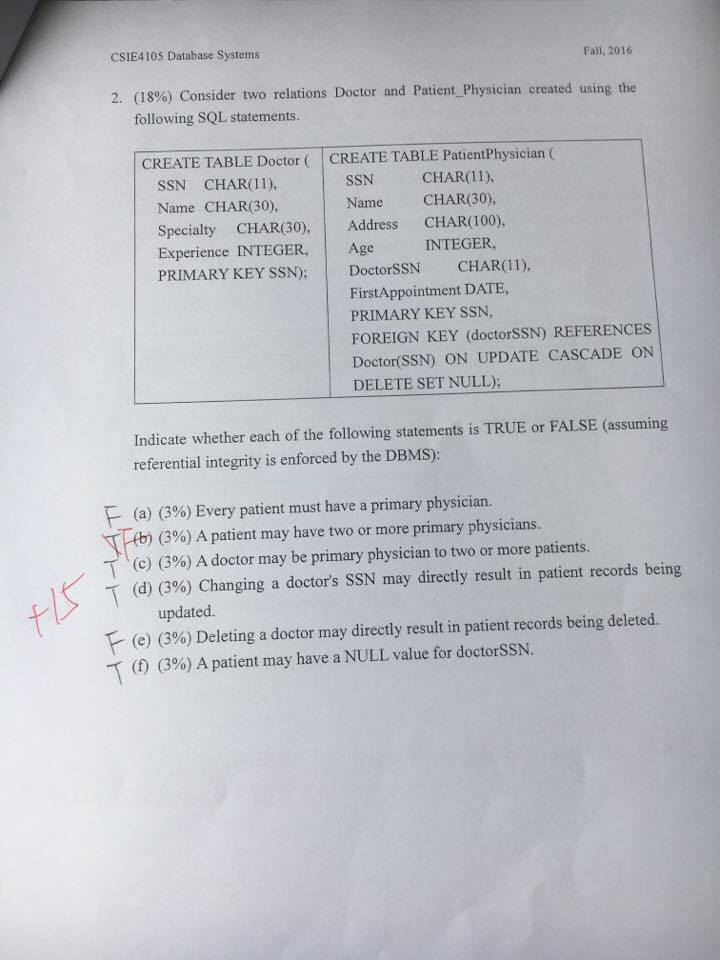 CSIE4105 Database Systems
Fall, 2016
2. (18%) Consider two relations Doctor and Patient_Physician created using the
following SQL statements.
CREATE TABLE Doctor (
SSN CHAR(11),
Name CHAR(30),
Specialty CHAR(30),
Experience INTEGER,
PRIMARY KEY SSN);
CREATE TABLE PatientPhysician (
SSN CHAR(11),
Name CHAR(30),
Address CHAR(100),
Age INTEGER,
DoctorSSN CHAR(11),
FirstAppointment DATE,
PRIMARY KEY SSN,
FOREIGN KEY (doctorSSN) REFERENCES
Doctor(SSN) ON UPDATE CASCADE ON
DELETE SET NULL);
Indicate whether each of the following statements is TRUE or FALSE (assuming
referential integrity is enforced by the DBMS):
F (a) (3%) Every patient must have a primary physician.
T F (b) (3%) A patient may have two or more primary physicians.
T (c) (3%) A doctor may be primary physician to two or more patients.
T (d) (3%) Changing a doctor's SSN may directly result in patient records being
updated.
+15
F (e) (3%) Deleting a doctor may directly result in patient records being deleted.
T (f) (3%) A patient may have a NULL value for doctorSSN.